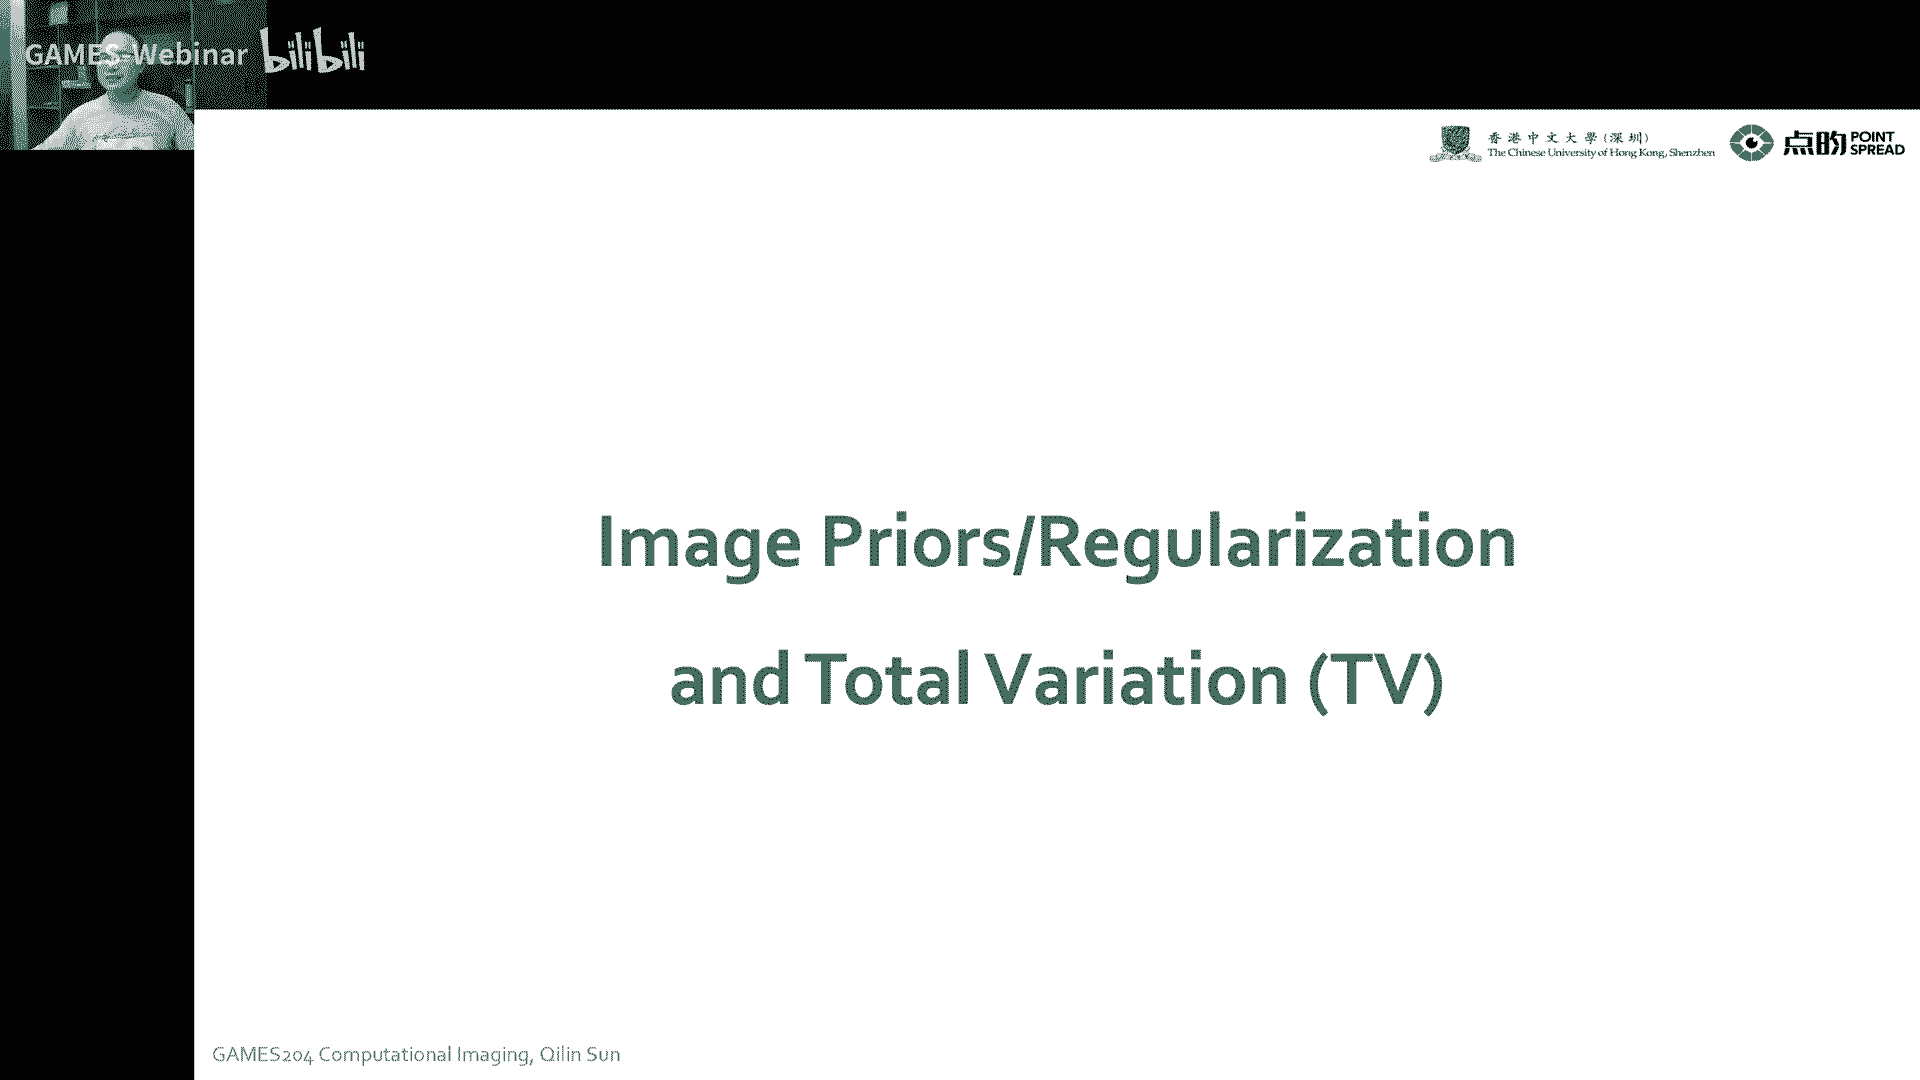 GAMES-Webinar bilibili
香港中文大學(深圳)
The Chinese University of Hong Kong, Shenzhen
点昀 POINT
SPREAD
Image Priors/Regularization
and Total Variation (TV)
GAMES204 Computational Imaging, Qilin Sun